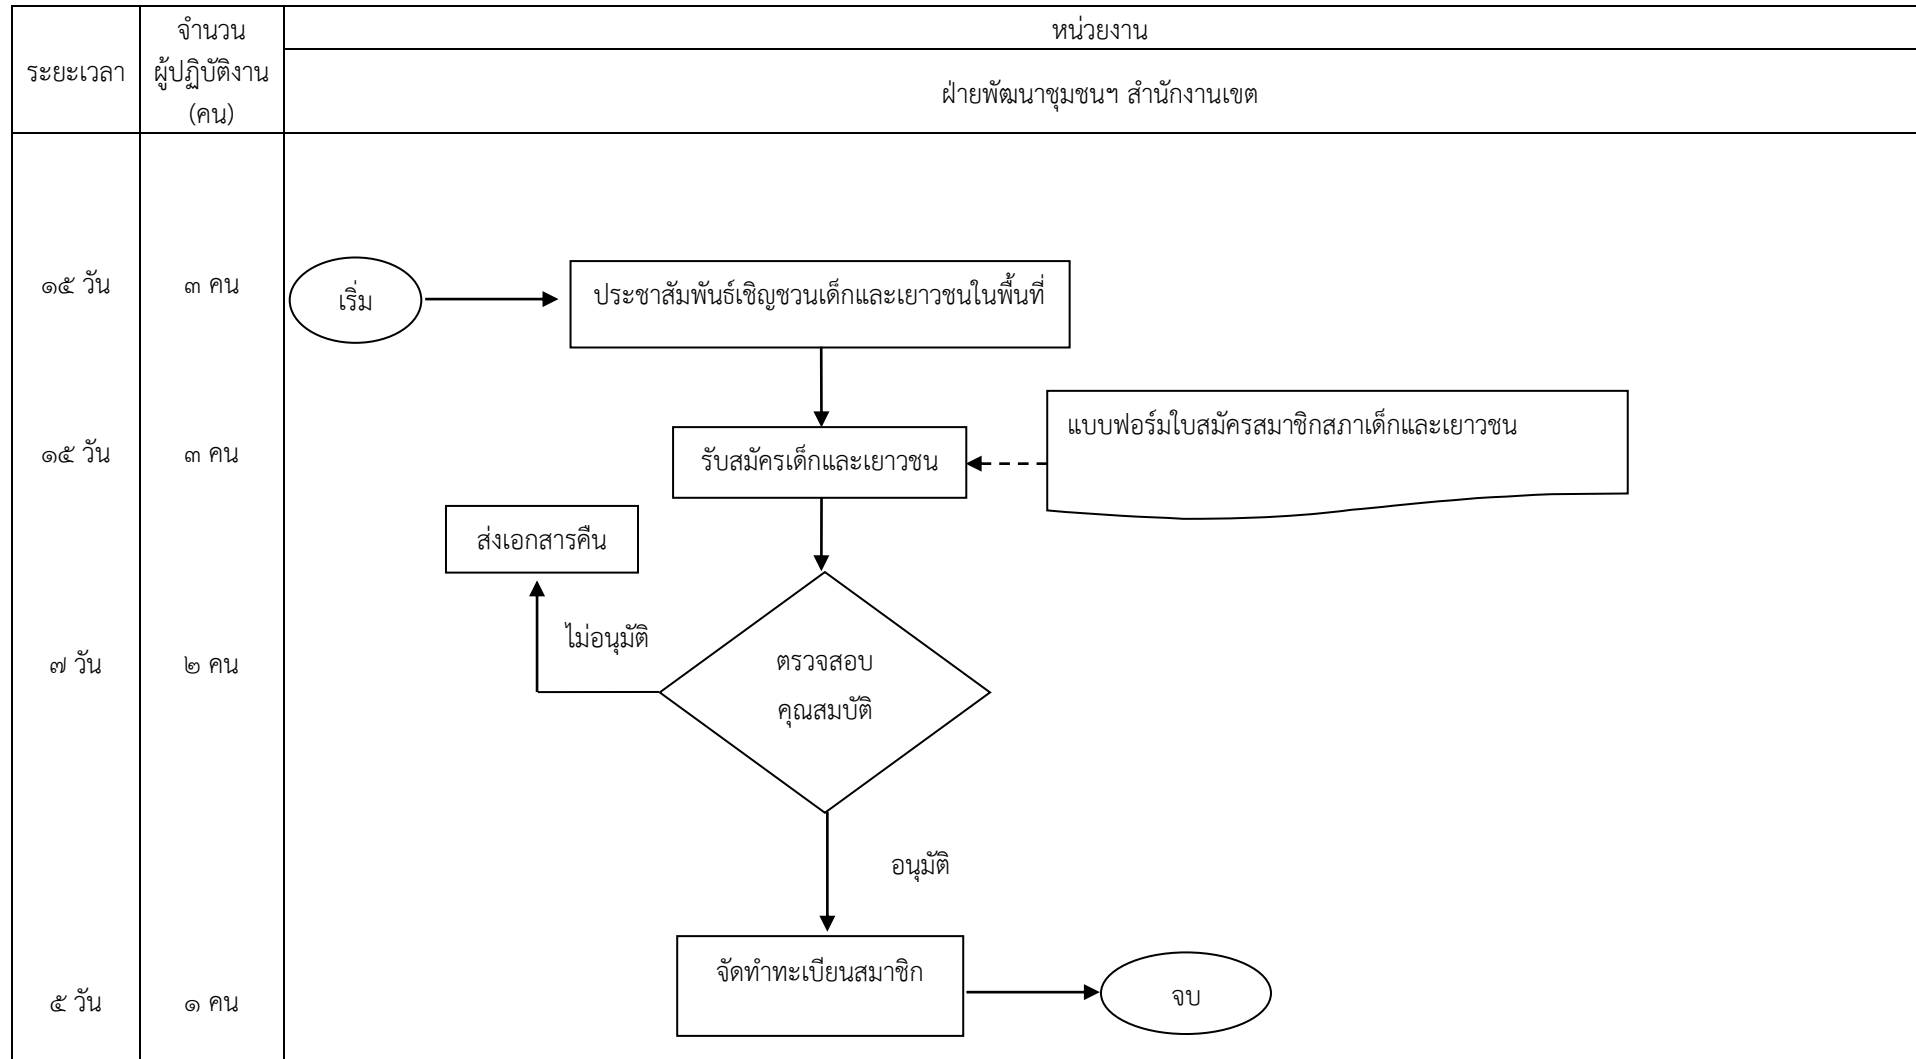 ระยะเวลา
จำนวน
ผู้ปฏิบัติงาน
(คน)
หน่วยงาน
ฝ่ายพัฒนาชุมชนฯ สำนักงานเขต
๑๕ วัน
๓ คน
เริ่ม
ประชาสัมพันธ์เชิญชวนเด็กและเยาวชนในพื้นที่
๑๕ วัน
๓ คน
รับสมัครเด็กและเยาวชน
แบบฟอร์มใบสมัครสมาชิกสภาเด็กและเยาวชน
ส่งเอกสารคืน
ไม่อนุมัติ
๗ วัน
๒ คน
ตรวจสอบ
คุณสมบัติ
อนุมัติ
จัดทำทะเบียนสมาชิก
๕ วัน
๑ คน
จบ